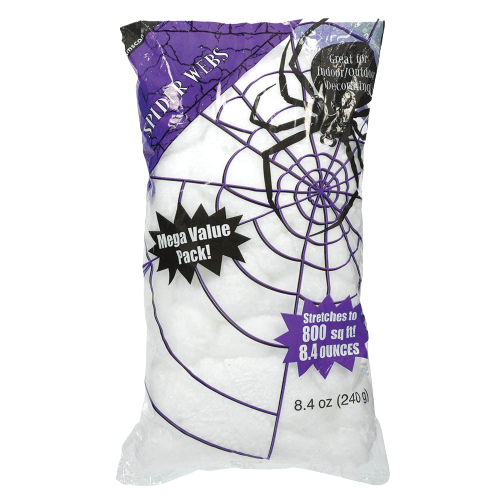 SPIDER WEBS
Great for
Indoor/Outdoor
Decorating
Mega Value
Pack!
Stretches to
800 sq ft!
8.4 OUNCES
8.4 oz (240 g)